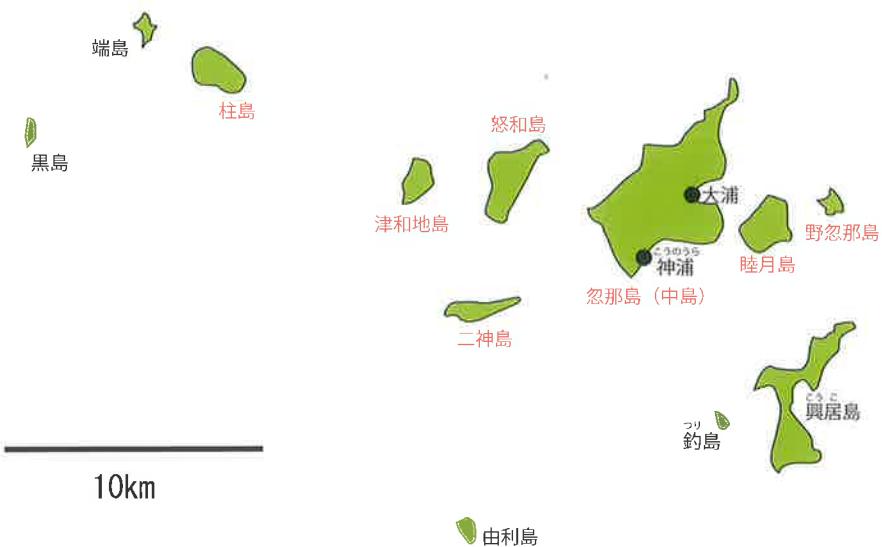 端島
柱島
黒島
怒和島
津和地島
大浦
こうのうら
神浦
野忽那島
睦月島
忽那島（中島）
二神島
こうご
興居島
つり
釣島
10km
由利島